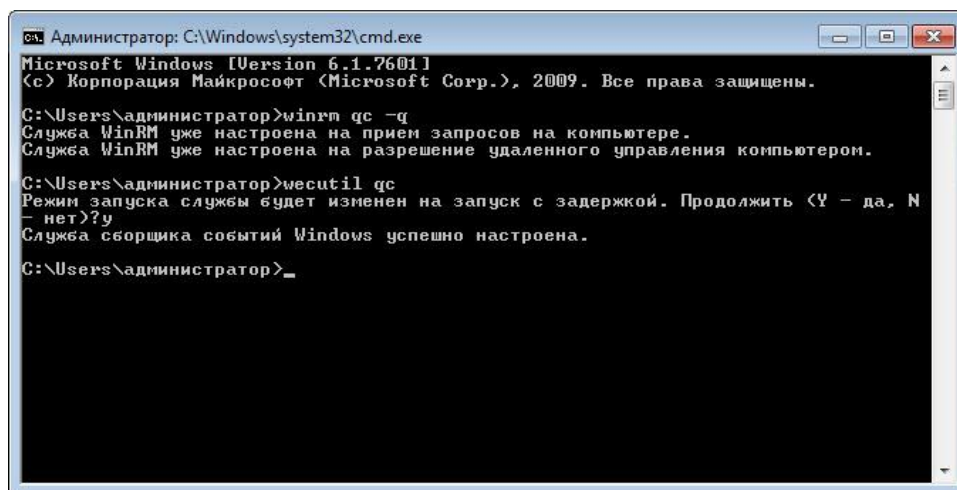 Администратор: C:\Windows\system32\cmd.exe
Microsoft Windows [Version 6.1.7601]
(c) Корпорация Майкрософт (Microsoft Corp.), 2009. Все права защищены.
C:\Users\администратор>winrm qc -q
Служба WinRM уже настроена на прием запросов на компьютере.
Служба WinRM уже настроена на разрешение удаленного управления компьютером.
C:\Users\администратор>wecutil qc
Режим запуска службы будет изменен на запуск с задержкой. Продолжить (Y - да, N
- нет)?y
Служба сборщика событий Windows успешно настроена.
C:\Users\администратор>_